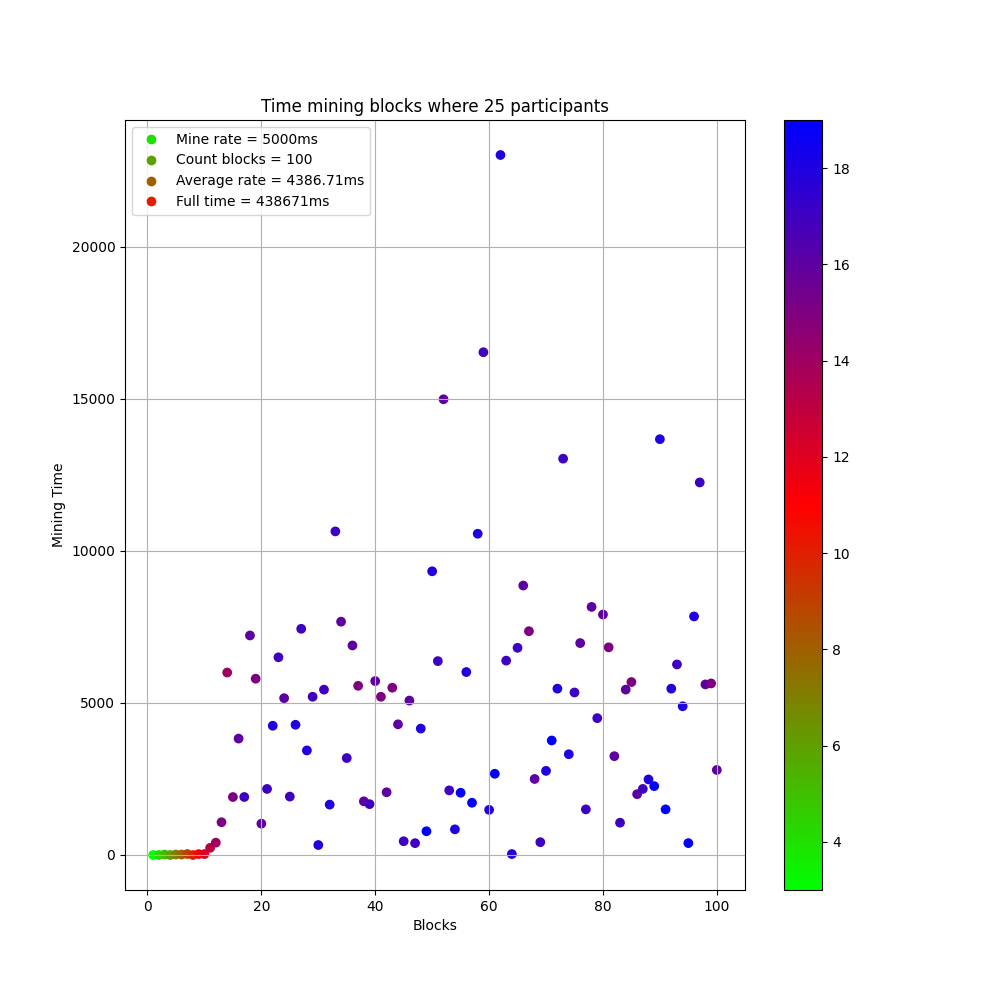 Time mining blocks where 25 participants
Mine rate = 5000ms
Count blocks = 100
Average rate = 4386.71ms
Full time = 438671ms
Mining Time
20000
15000
10000
5000
0
0 20 40 60 80 100
Blocks
18
16
14
12
10
8
6
4